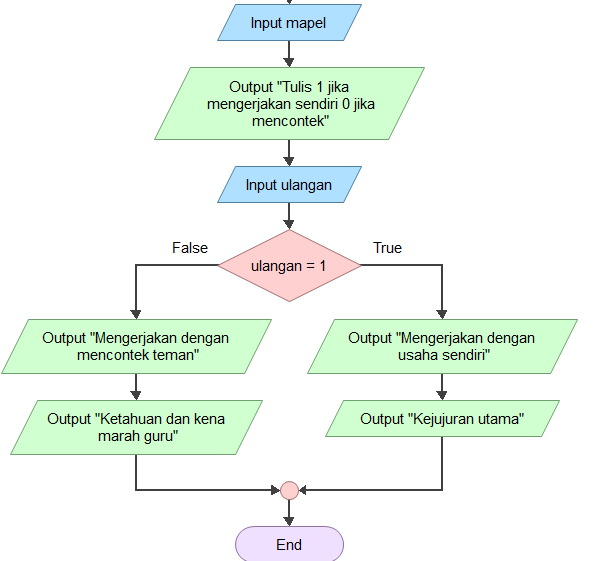 Input mapel
Output "Tulis 1 jika
mengerjakan sendiri 0 jika
mencontek"
Input ulangan
False
True
ulangan = 1
Output "Mengerjakan dengan
mencontek teman"
Output "Mengerjakan dengan
usaha sendiri"
Output "Ketahuan dan kena
marah guru"
Output "Kejujuran utama"
End